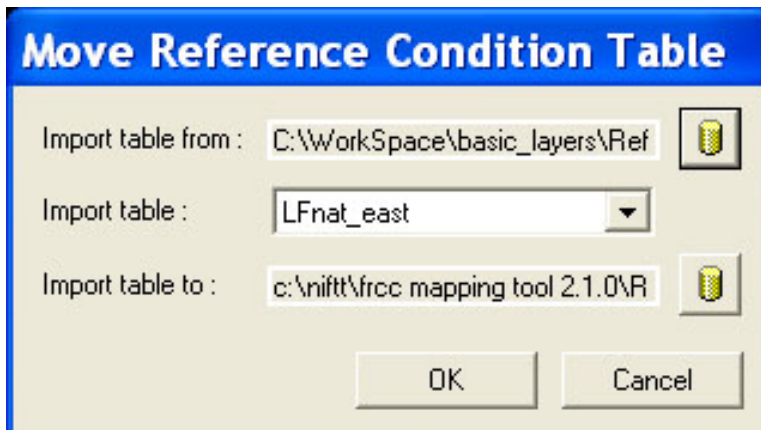 Move Reference Condition Table
Import table from : C:\WorkSpace\basic_layers\Ref
Import table : LFnat_east
Import table to : c:\niftt\frcc mapping tool 2.1.0\R
OK Cancel